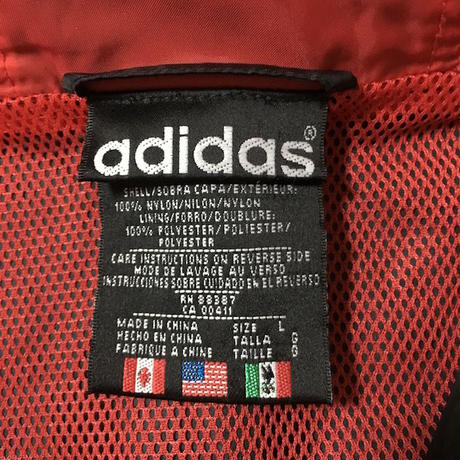 adidas®
SHELL/SOBRA CAPA/EXTÉRIEUR:
100% NYLON/NILON/NYLON
LINING/FORRO/DOUBLURE:
100% POLYESTER/POLIESTER/
POLYESTER
CARE INSTRUCTIONS ON REVERSE SIDE
MODE DE LAVAGE AU VERSO
INSTRUCCIONES SOBRE CUIDADO EN EL REVERSO
RN 88387
CA 00411
MADE IN CHINA SIZE L
HECHO EN CHINA TALLA G
FABRIQUÉ A CHINE TAILLE G